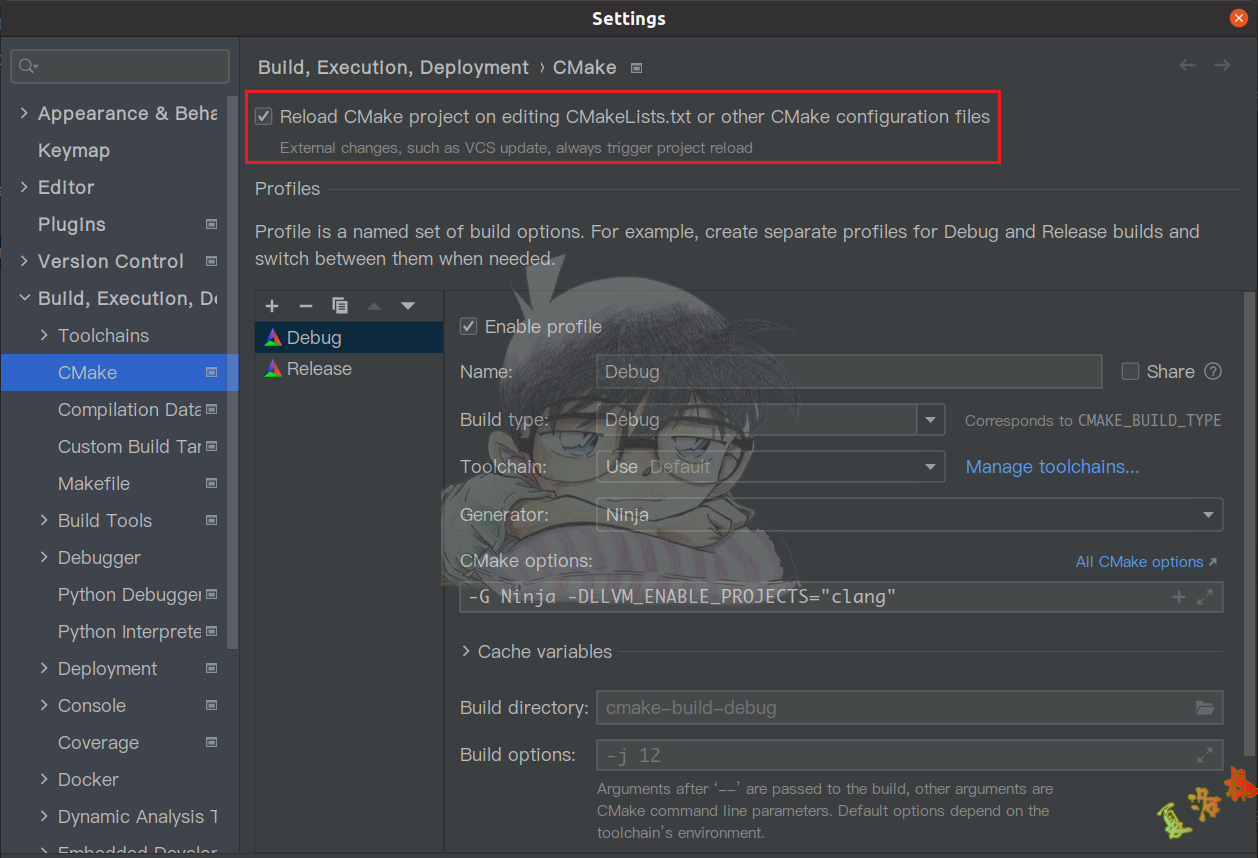 Settings
Build, Execution, Deployment › CMake
Appearance & Beha
Keymap
Editor
Plugins
Version Control
Build, Execution, De
Toolchains
CMake
Compilation Data
Custom Build Tar
Makefile
Build Tools
Debugger
Python Debugger
Python Interprete
Deployment
Console
Coverage
Docker
Dynamic Analysis T
Embedded Develor
Reload CMake project on editing CMakeLists.txt or other CMake configuration files
External changes, such as VCS update, always trigger project reload
Profiles
Profile is a named set of build options. For example, create separate profiles for Debug and Release builds and
switch between them when needed.
Debug
Release
Enable profile
Name: Debug Share ?
Build type: Debug Corresponds to CMAKE_BUILD_TYPE
Toolchain: Use Default Manage toolchains...
Generator: Ninja
CMake options: All CMake options ↗
-G Ninja -DLLVM_ENABLE_PROJECTS="clang"
Cache variables
Build directory: cmake-build-debug
Build options: -j 12
Arguments after ‘--’ are passed to the build, other arguments are
CMake command line parameters. Default options depend on the
toolchain’s environment.